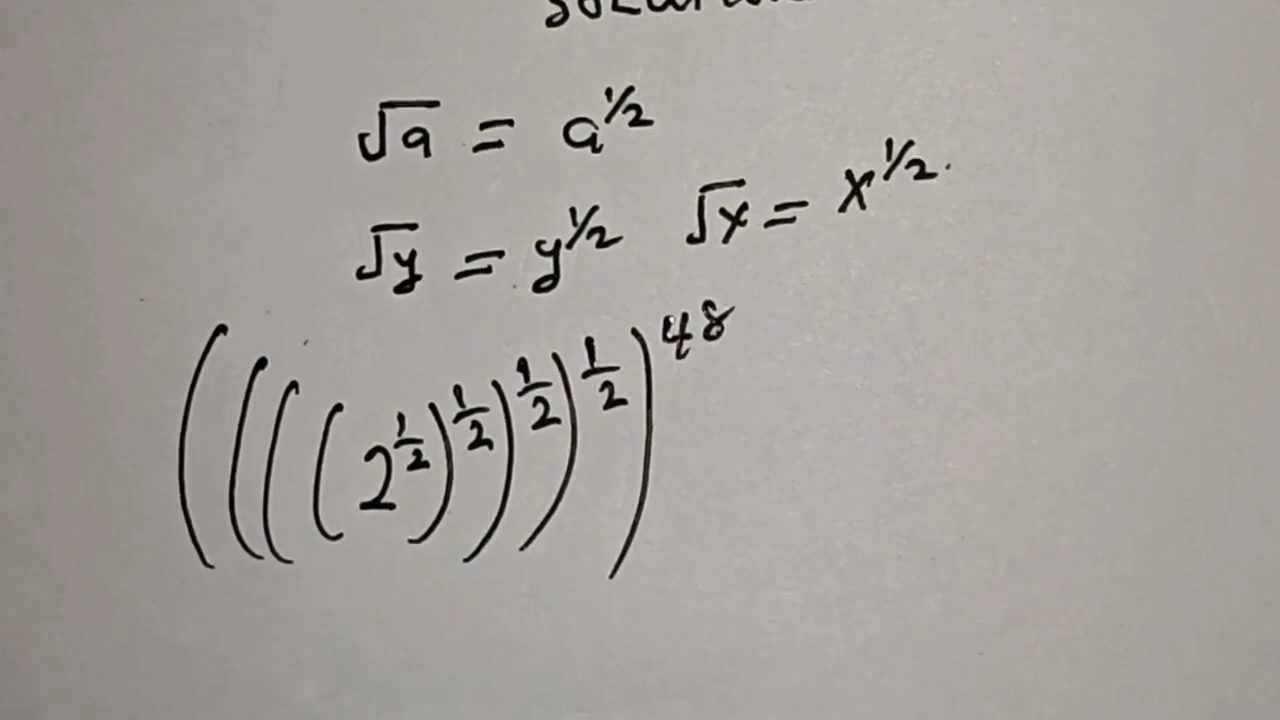 √a = a^1/2
√y = y^1/2 √x = x^1/2.
((((2^1/2)^1/2)^1/2)^1/2)^48